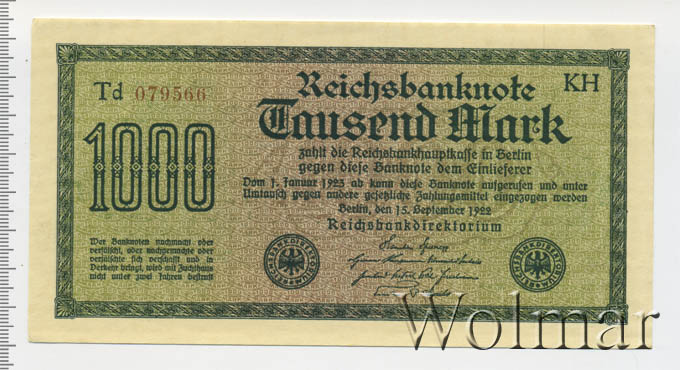 Td 079566
Reichsbanknote
KH
Tausend Mark
1000
zahlt die Reichsbankhauptkasse in Berlin
gegen diese Banknote dem Einlieferer
Vom 1. Januar 1923 ab kann diese Banknote aufgerufen und unter
Umtausch gegen andere gesetzliche Zahlungsmittel eingezogen werden
Berlin, den 15. September 1922
Reichsbankdirektorium
Wer Banknoten nachmacht oder
verfälscht, oder nachgemachte oder
verfälschte sich verschafft und in
Verkehr bringt, wird mit Zuchthaus
nicht unter zwei Jahren bestraft
Wolmar